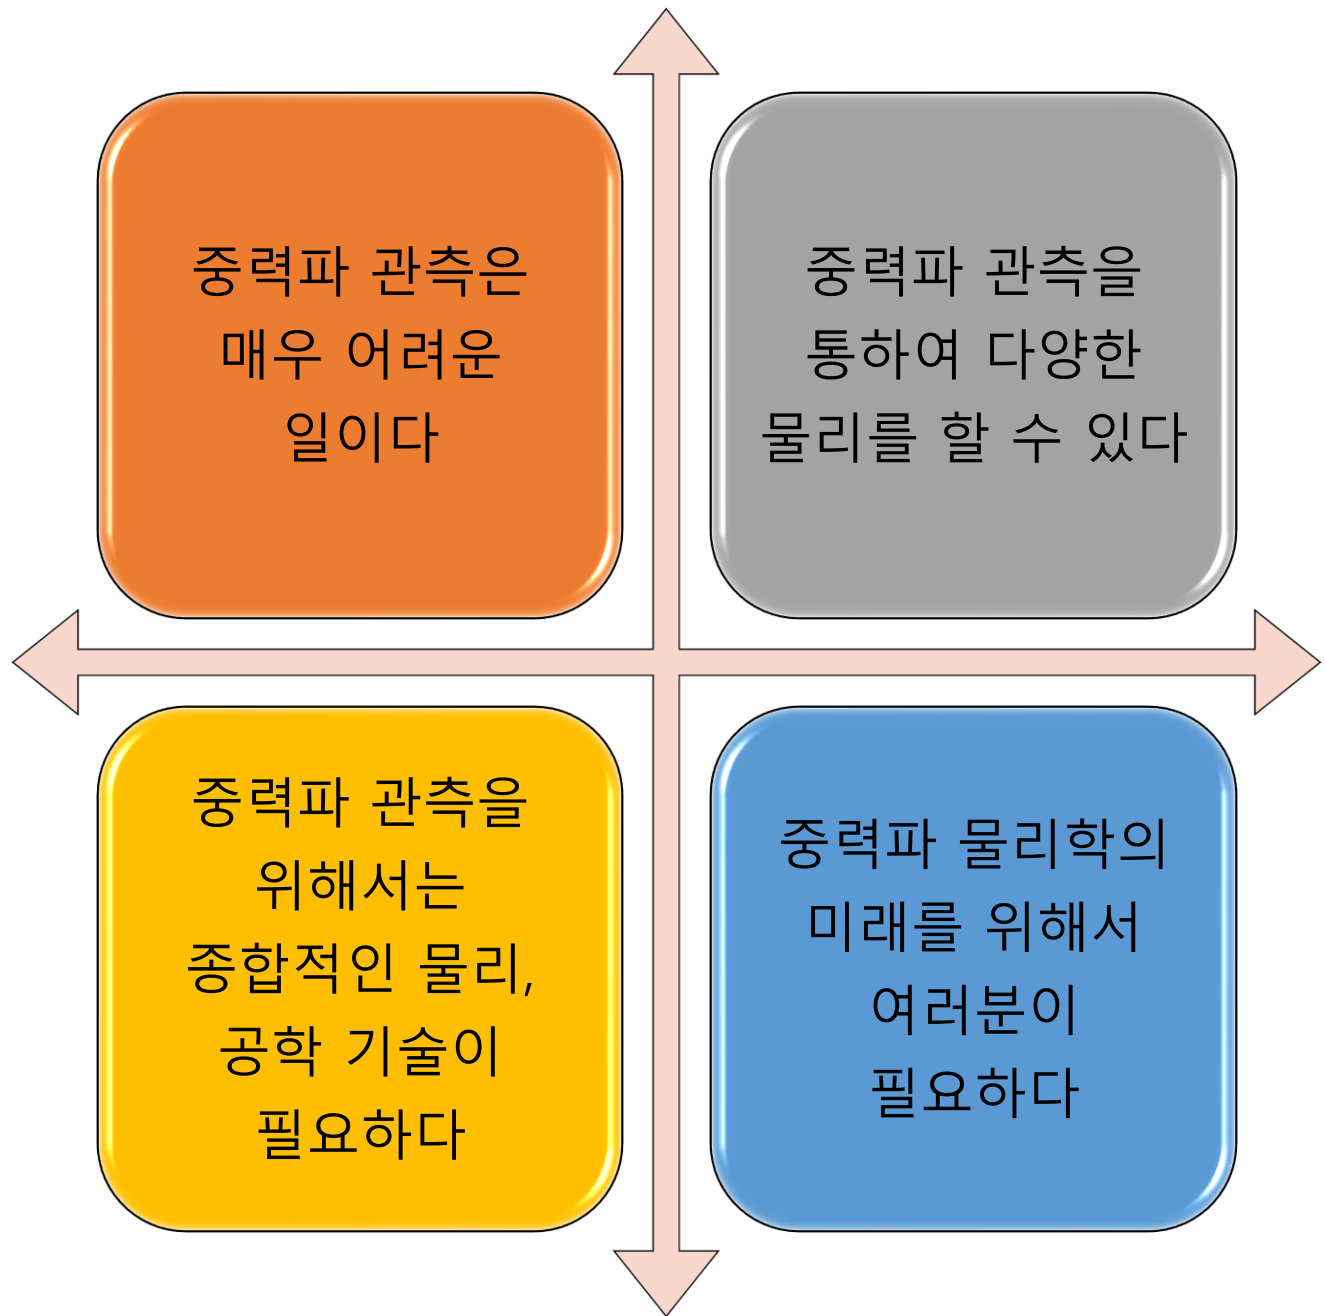 중력파 관측은
매우 어려운
일이다
중력파 관측을
통하여 다양한
물리를 할 수 있다
중력파 관측을
위해서는
종합적인 물리,
공학 기술이
필요하다
중력파 물리학의
미래를 위해서
여러분이
필요하다